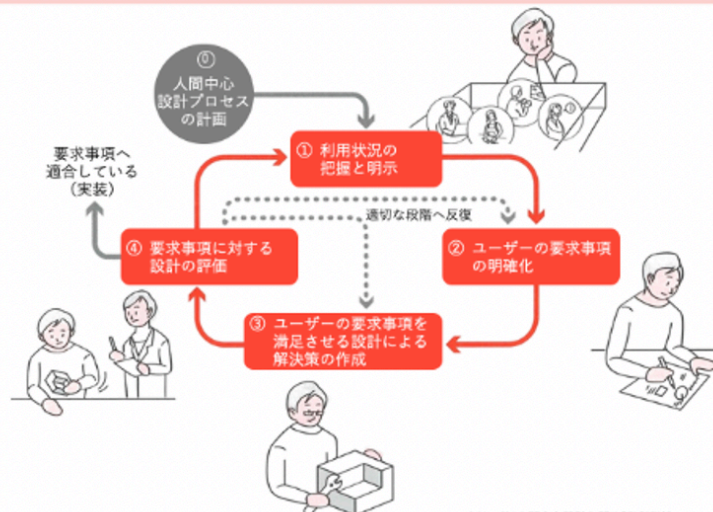 ⓪
人間中心
設計プロセス
の計画
① 利用状況の
把握と明示
要求事項へ
適合している
（実装）
適切な段階へ反復
④ 要求事項に対する
設計の評価
② ユーザーの要求事項
の明確化
③ ユーザーの要求事項を
満足させる設計による
解決策の作成